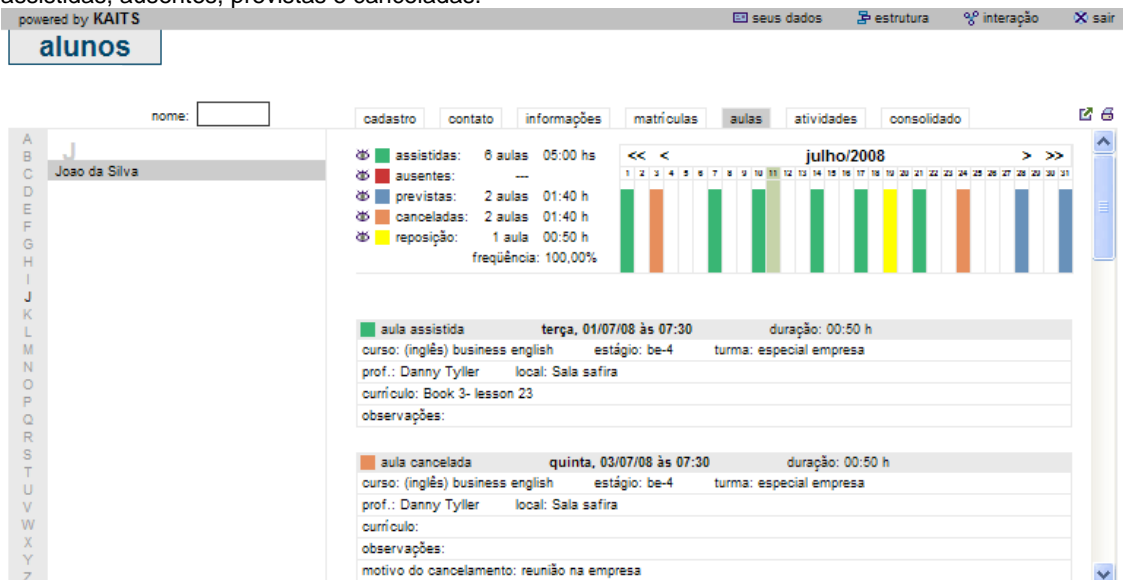 assistidas, ausentes, previstas e canceladas.
powered by KAITS seus dados estrutura interação sair
alunos
nome:
cadastro contato informações matrículas aulas atividades consolidado
A
B
C
D
E
F
G
H
I
J
K
L
M
N
O
P
Q
R
S
T
U
V
W
X
Y
Z
J
Joao da Silva
assistidas: 6 aulas 05:00 hs
ausentes: ---
previstas: 2 aulas 01:40 h
canceladas: 2 aulas 01:40 h
reposição: 1 aula 00:50 h
freqüência: 100,00%
<< < julho/2008 > >>
1 2 3 4 5 6 7 8 9 10 11 12 13 14 15 16 17 18 19 20 21 22 23 24 25 26 27 28 29 30 31
aula assistida terça, 01/07/08 às 07:30 duração: 00:50 h
curso: (inglês) business english estágio: be-4 turma: especial empresa
prof.: Danny Tyller local: Sala safira
currículo: Book 3- lesson 23
observações:
aula cancelada quinta, 03/07/08 às 07:30 duração: 00:50 h
curso: (inglês) business english estágio: be-4 turma: especial empresa
prof.: Danny Tyller local: Sala safira
currículo:
observações:
motivo do cancelamento: reunião na empresa